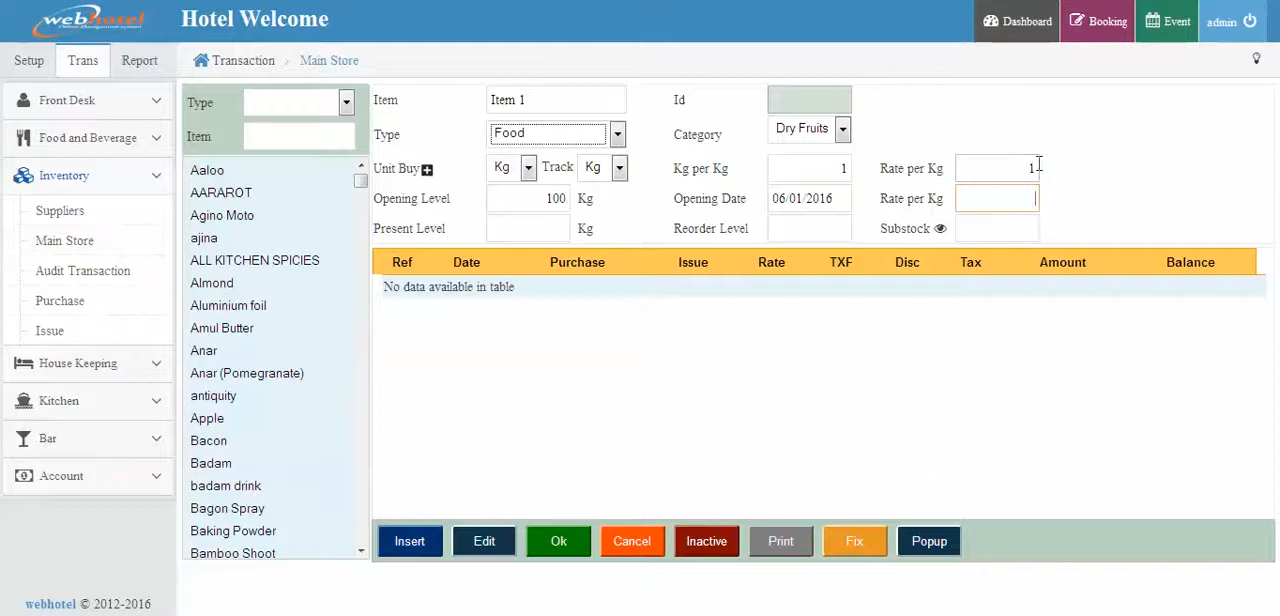 webhotel Hotel Welcome Dashboard Booking Event admin
Setup Trans Report Transaction › Main Store
Front Desk
Food and Beverage
Inventory
Suppliers
Main Store
Audit Transaction
Purchase
Issue
House Keeping
Kitchen
Bar
Account
webhotel © 2012-2016
Type
Item
Aaloo
AARAROT
Agino Moto
ajina
ALL KITCHEN SPICIES
Almond
Aluminium foil
Amul Butter
Anar
Anar (Pomegranate)
antiquity
Apple
Bacon
Badam
badam drink
Bagon Spray
Baking Powder
Bamboo Shoot
Item Item 1 Id
Type Food Category Dry Fruits
Unit Buy Kg Track Kg Kg per Kg 1 Rate per Kg 1
Opening Level 100 Kg Opening Date 06/01/2016 Rate per Kg
Present Level Kg Reorder Level Substock
Ref Date Purchase Issue Rate TXF Disc Tax Amount Balance
No data available in table
Insert Edit Ok Cancel Inactive Print Fix Popup